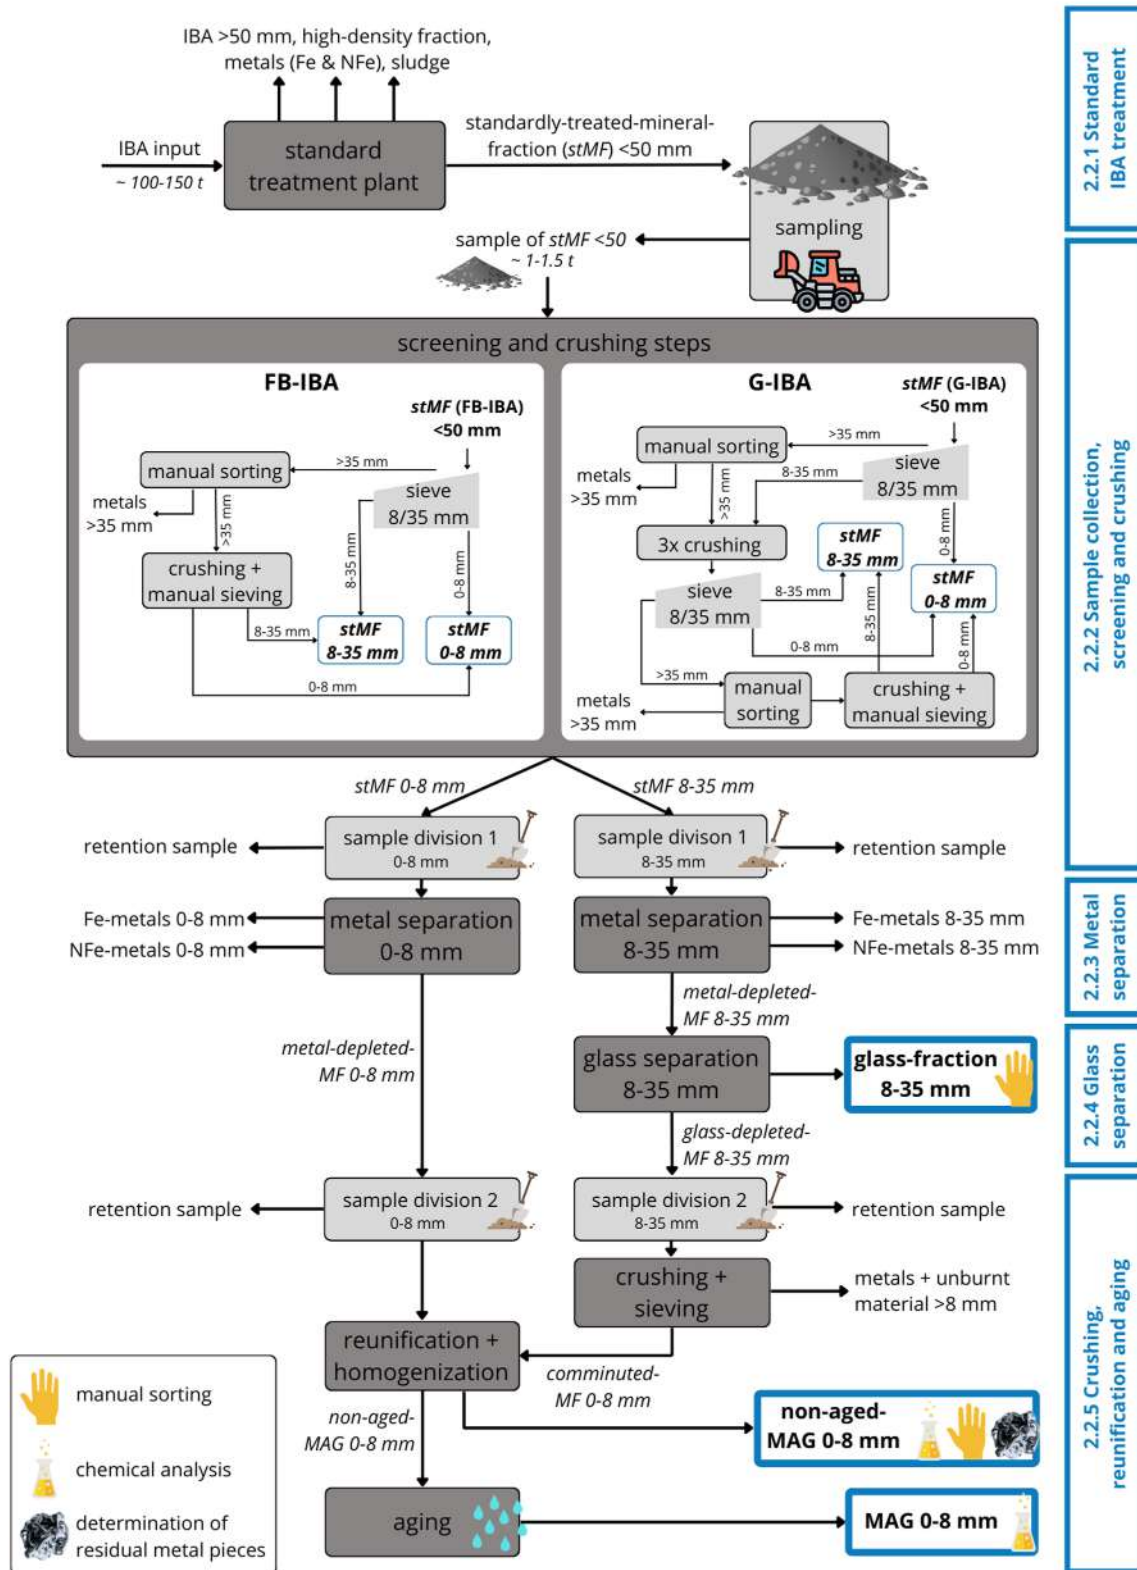 IBA >50 mm, high-density fraction,
metals (Fe & NFe), sludge
IBA input
~ 100-150 t
standard
treatment plant
standardly-treated-mineral-
fraction (stMF) <50 mm
sampling
sample of stMF <50
~ 1-1.5 t
2.2.1 Standard
IBA treatment
screening and crushing steps
FB-IBA
stMF (FB-IBA)
<50 mm
>35 mm
manual sorting
sieve
8/35 mm
metals
>35 mm
>35 mm
8-35 mm
0-8 mm
crushing +
manual sieving
8-35 mm
stMF
8-35 mm
stMF
0-8 mm
0-8 mm
G-IBA
stMF (G-IBA)
<50 mm
>35 mm
manual sorting
8-35 mm
sieve
8/35 mm
metals
>35 mm
>35 mm
0-8 mm
3x crushing
stMF
8-35 mm
stMF
0-8 mm
sieve
8/35 mm
8-35 mm
8-35 mm
0-8 mm
0-8 mm
>35 mm
manual
sorting
crushing +
manual sieving
metals
>35 mm
2.2.2 Sample collection,
screening and crushing
stMF 0-8 mm
stMF 8-35 mm
retention sample
sample division 1
0-8 mm
sample divison 1
8-35 mm
retention sample
Fe-metals 0-8 mm
NFe-metals 0-8 mm
metal separation
0-8 mm
metal separation
8-35 mm
Fe-metals 8-35 mm
NFe-metals 8-35 mm
2.2.3 Metal
separation
metal-depleted-
MF 8-35 mm
metal-depleted-
MF 0-8 mm
glass separation
8-35 mm
glass-fraction
8-35 mm
2.2.4 Glass
separation
glass-depleted-
MF 8-35 mm
retention sample
sample division 2
0-8 mm
sample division 2
8-35 mm
retention sample
crushing +
sieving
metals + unburnt
material >8 mm
reunification +
homogenization
comminuted-
MF 0-8 mm
non-aged-
MAG 0-8 mm
non-aged-
MAG 0-8 mm
aging
MAG 0-8 mm
2.2.5 Crushing,
reunification and aging
manual sorting
chemical analysis
determination of
residual metal pieces